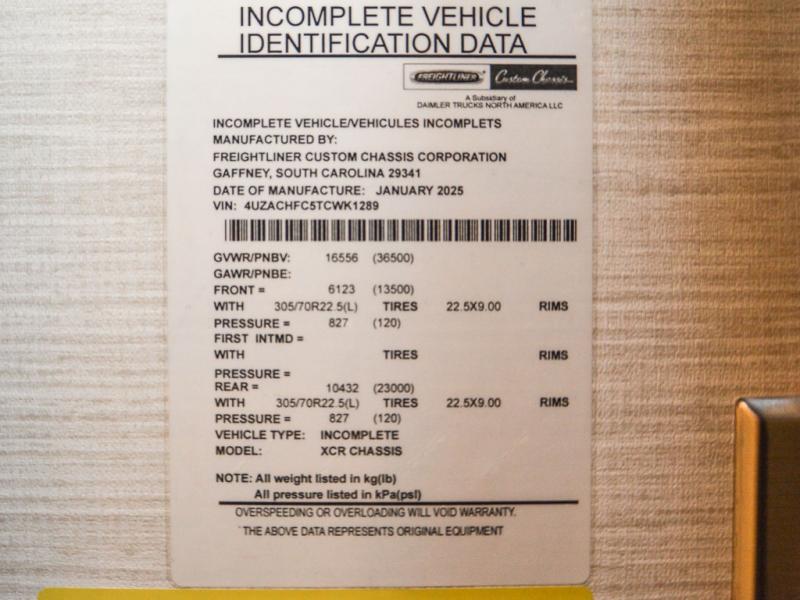 INCOMPLETE VEHICLE
IDENTIFICATION DATA
FREIGHTLINER Custom Chassis
A Subsidiary of
DAIMLER TRUCKS NORTH AMERICA LLC
INCOMPLETE VEHICLE/VEHICULES INCOMPLETS
MANUFACTURED BY:
FREIGHTLINER CUSTOM CHASSIS CORPORATION
GAFFNEY, SOUTH CAROLINA 29341
DATE OF MANUFACTURE: JANUARY 2025
VIN: 4UZACHFC5TCWK1289
GVWR/PNBV: 16556 (36500)
GAWR/PNBE:
FRONT = 6123 (13500)
WITH 305/70R22.5(L) TIRES 22.5X9.00 RIMS
PRESSURE = 827 (120)
FIRST INTMD =
WITH TIRES RIMS
PRESSURE =
REAR = 10432 (23000)
WITH 305/70R22.5(L) TIRES 22.5X9.00 RIMS
PRESSURE = 827 (120)
VEHICLE TYPE: INCOMPLETE
MODEL: XCR CHASSIS
NOTE: All weight listed in kg(lb)
All pressure listed in kPa(psi)
OVERSPEEDING OR OVERLOADING WILL VOID WARRANTY.
THE ABOVE DATA REPRESENTS ORIGINAL EQUIPMENT